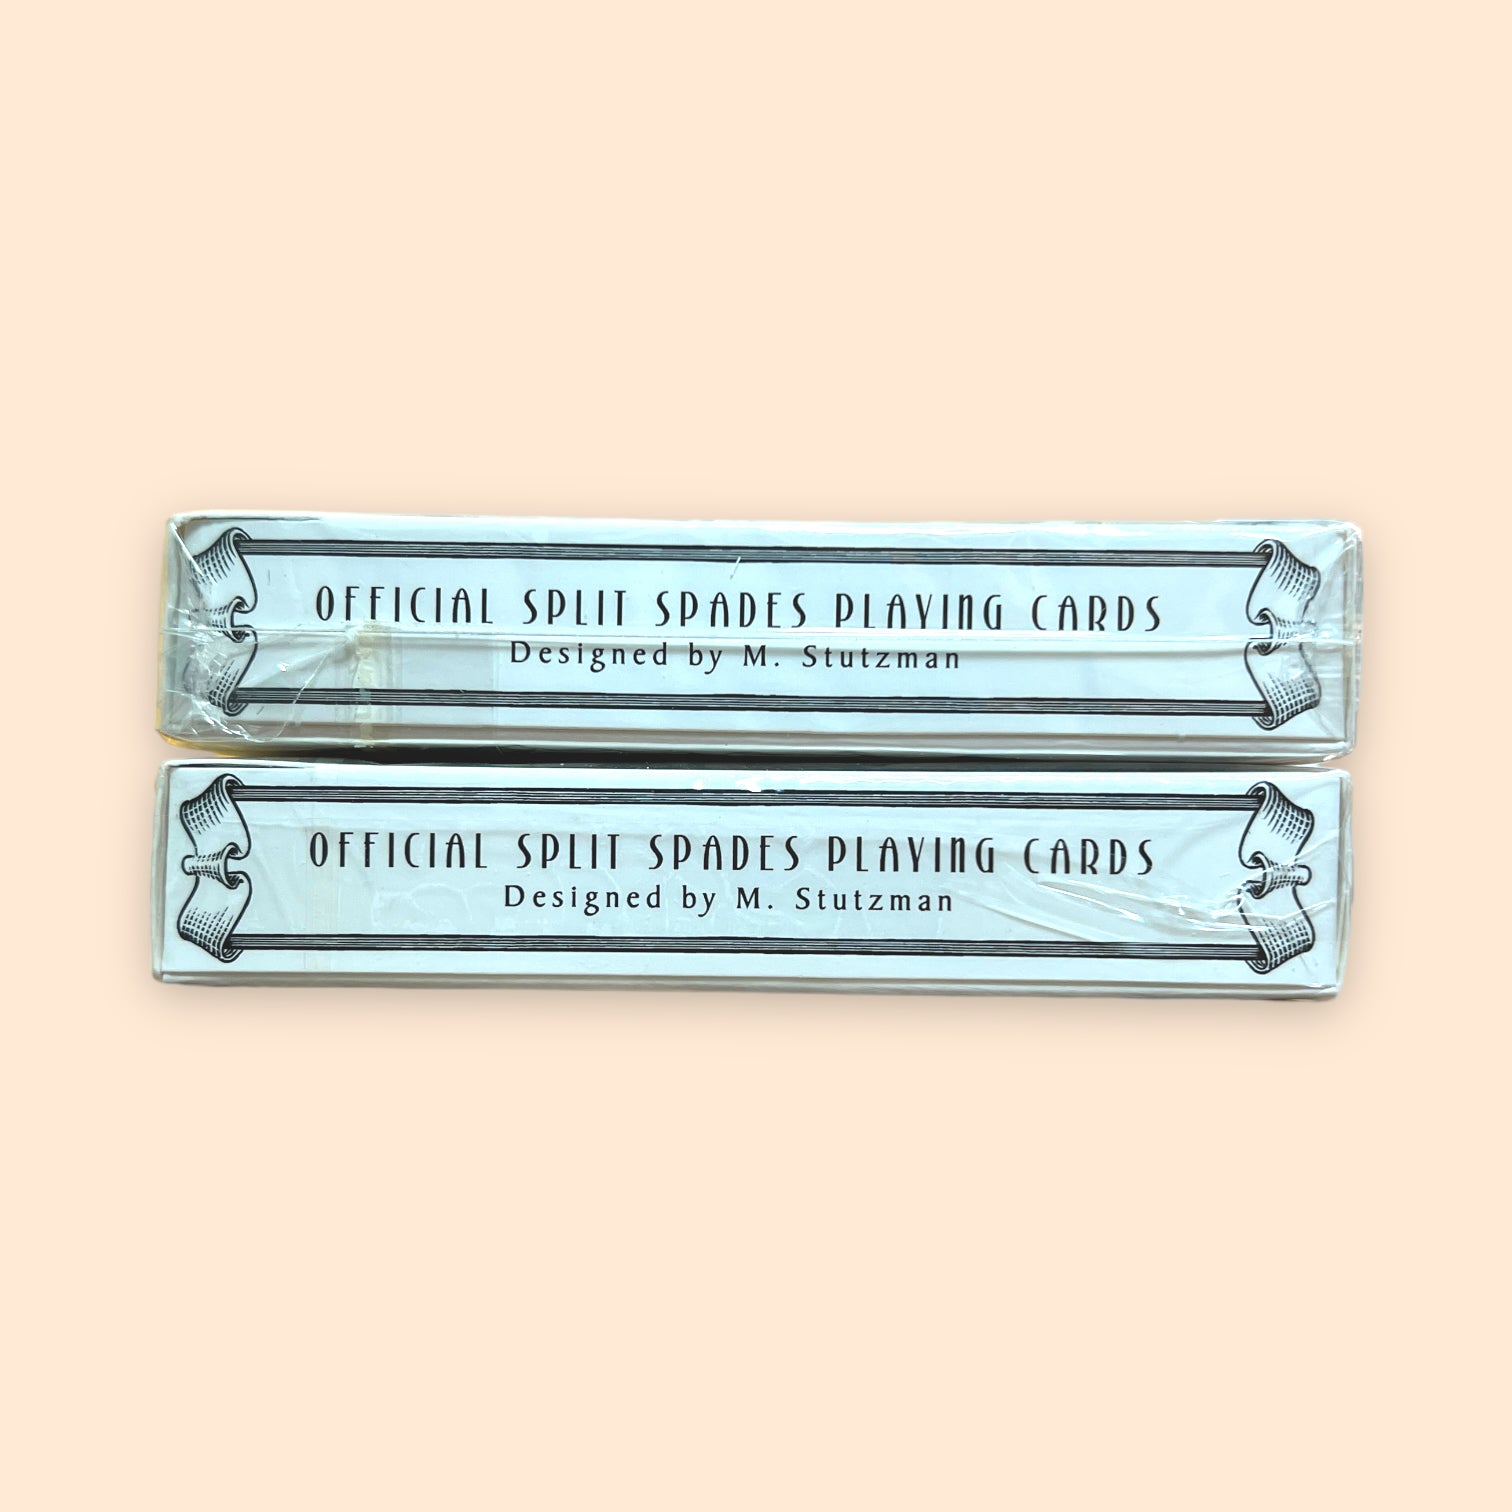 OFFICIAL SPLIT SPADES PLAYING CARDS
Designed by M. Stutzman
OFFICIAL SPLIT SPADES PLAYING CARDS
Designed by M. Stutzman